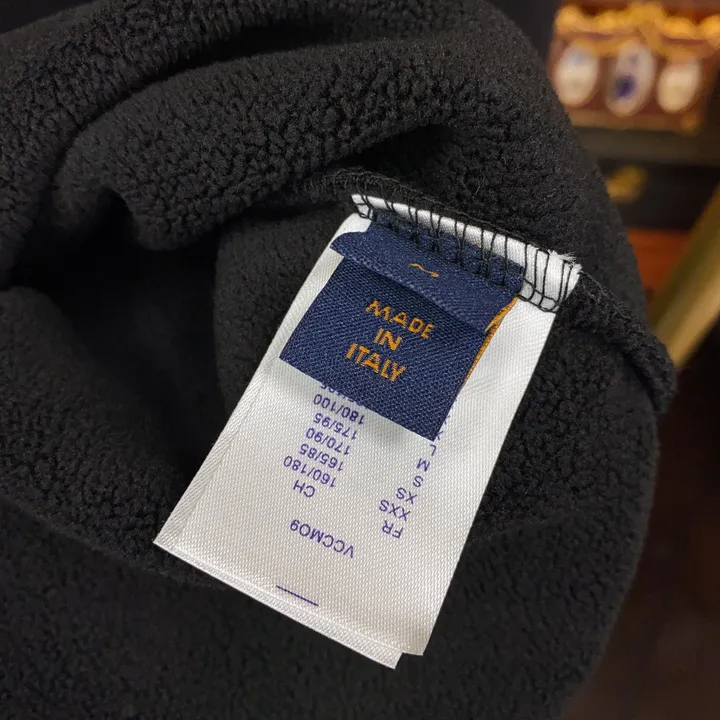 MADE
IN
ITALY
VCCM09
FR CH
XXS 160/180
XS 165/85
S 170/90
M 175/95
L 180/100